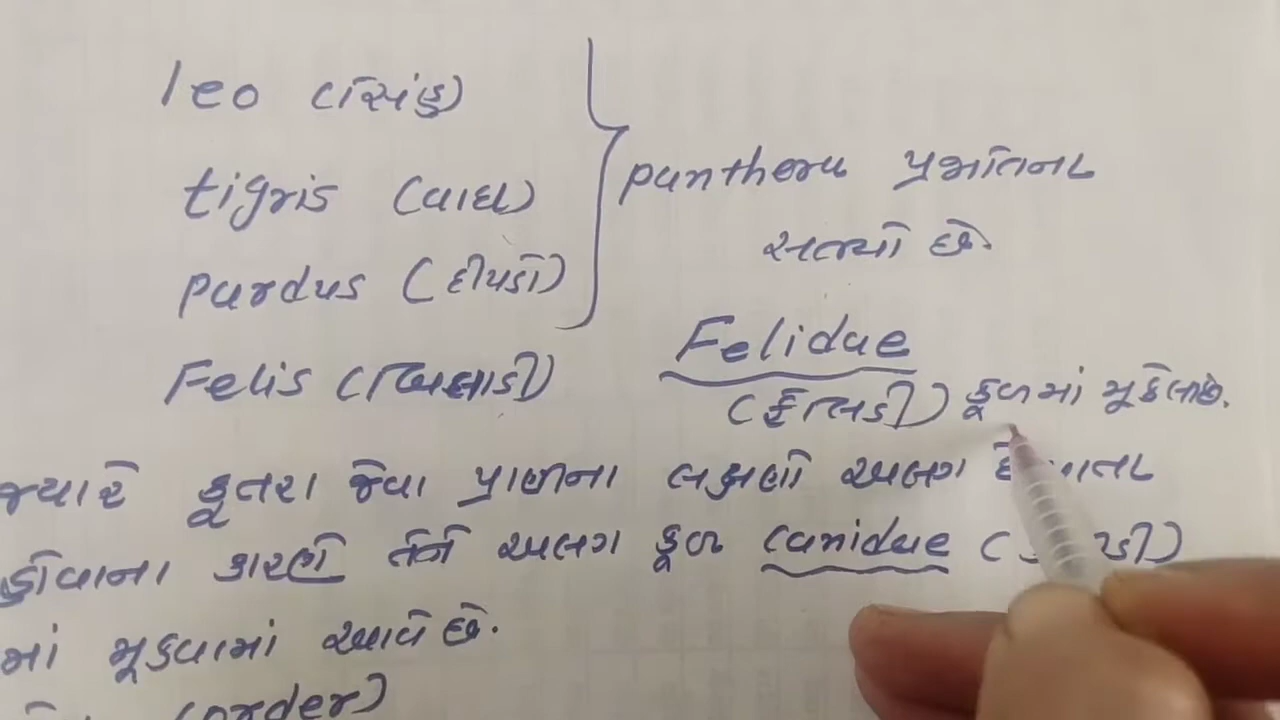 leo (સિંહ)
tigris (વાઘ)
panthera પ્રજાતિના
સભ્યો છે.
pardus (દીપડો)
Felis (બિલાડી)
Felidae
(ફેલિડી) કૂળમાં મૂકેલા છે.
જ્યારે કૂતરા જેવા પ્રાણીના લક્ષણો અલગ
હોવાના કારણે તેને અલગ કૂળ canidae
માં મૂકવામાં આવે છે.
(order)